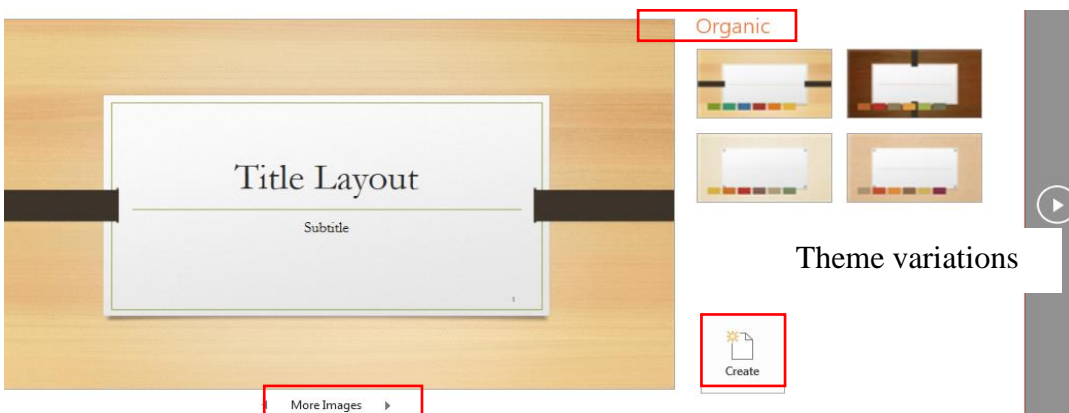 Organic
Title Layout
Subtitle
1
Theme variations
Create
More Images